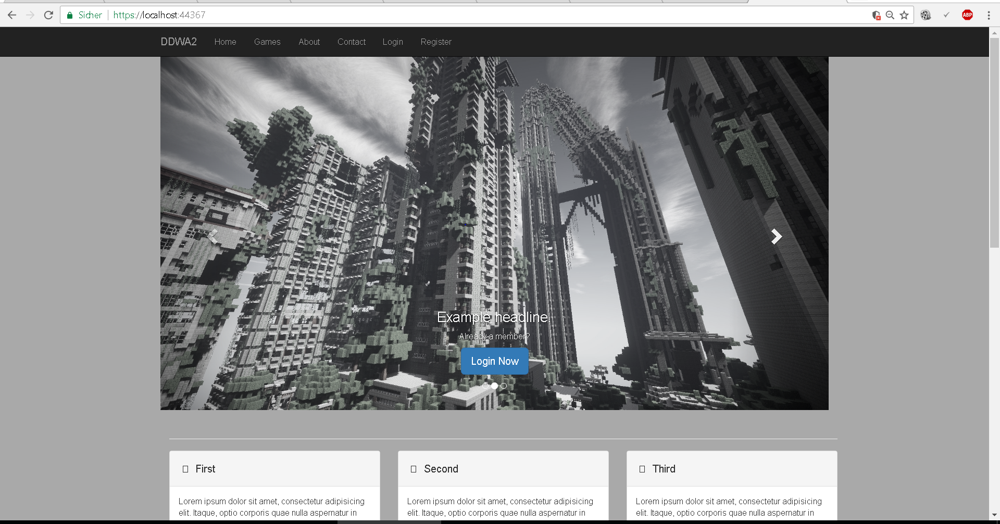 Sicher https://localhost:44367
ABP
DDWA2 Home Games About Contact Login Register
Example headline.
Already a member?
Login Now
First
Second
Third
Lorem ipsum dolor sit amet, consectetur adipisicing
elit. Itaque, optio corporis quae nulla aspernatur in
Lorem ipsum dolor sit amet, consectetur adipisicing
elit. Itaque, optio corporis quae nulla aspernatur in
Lorem ipsum dolor sit amet, consectetur adipisicing
elit. Itaque, optio corporis quae nulla aspernatur in